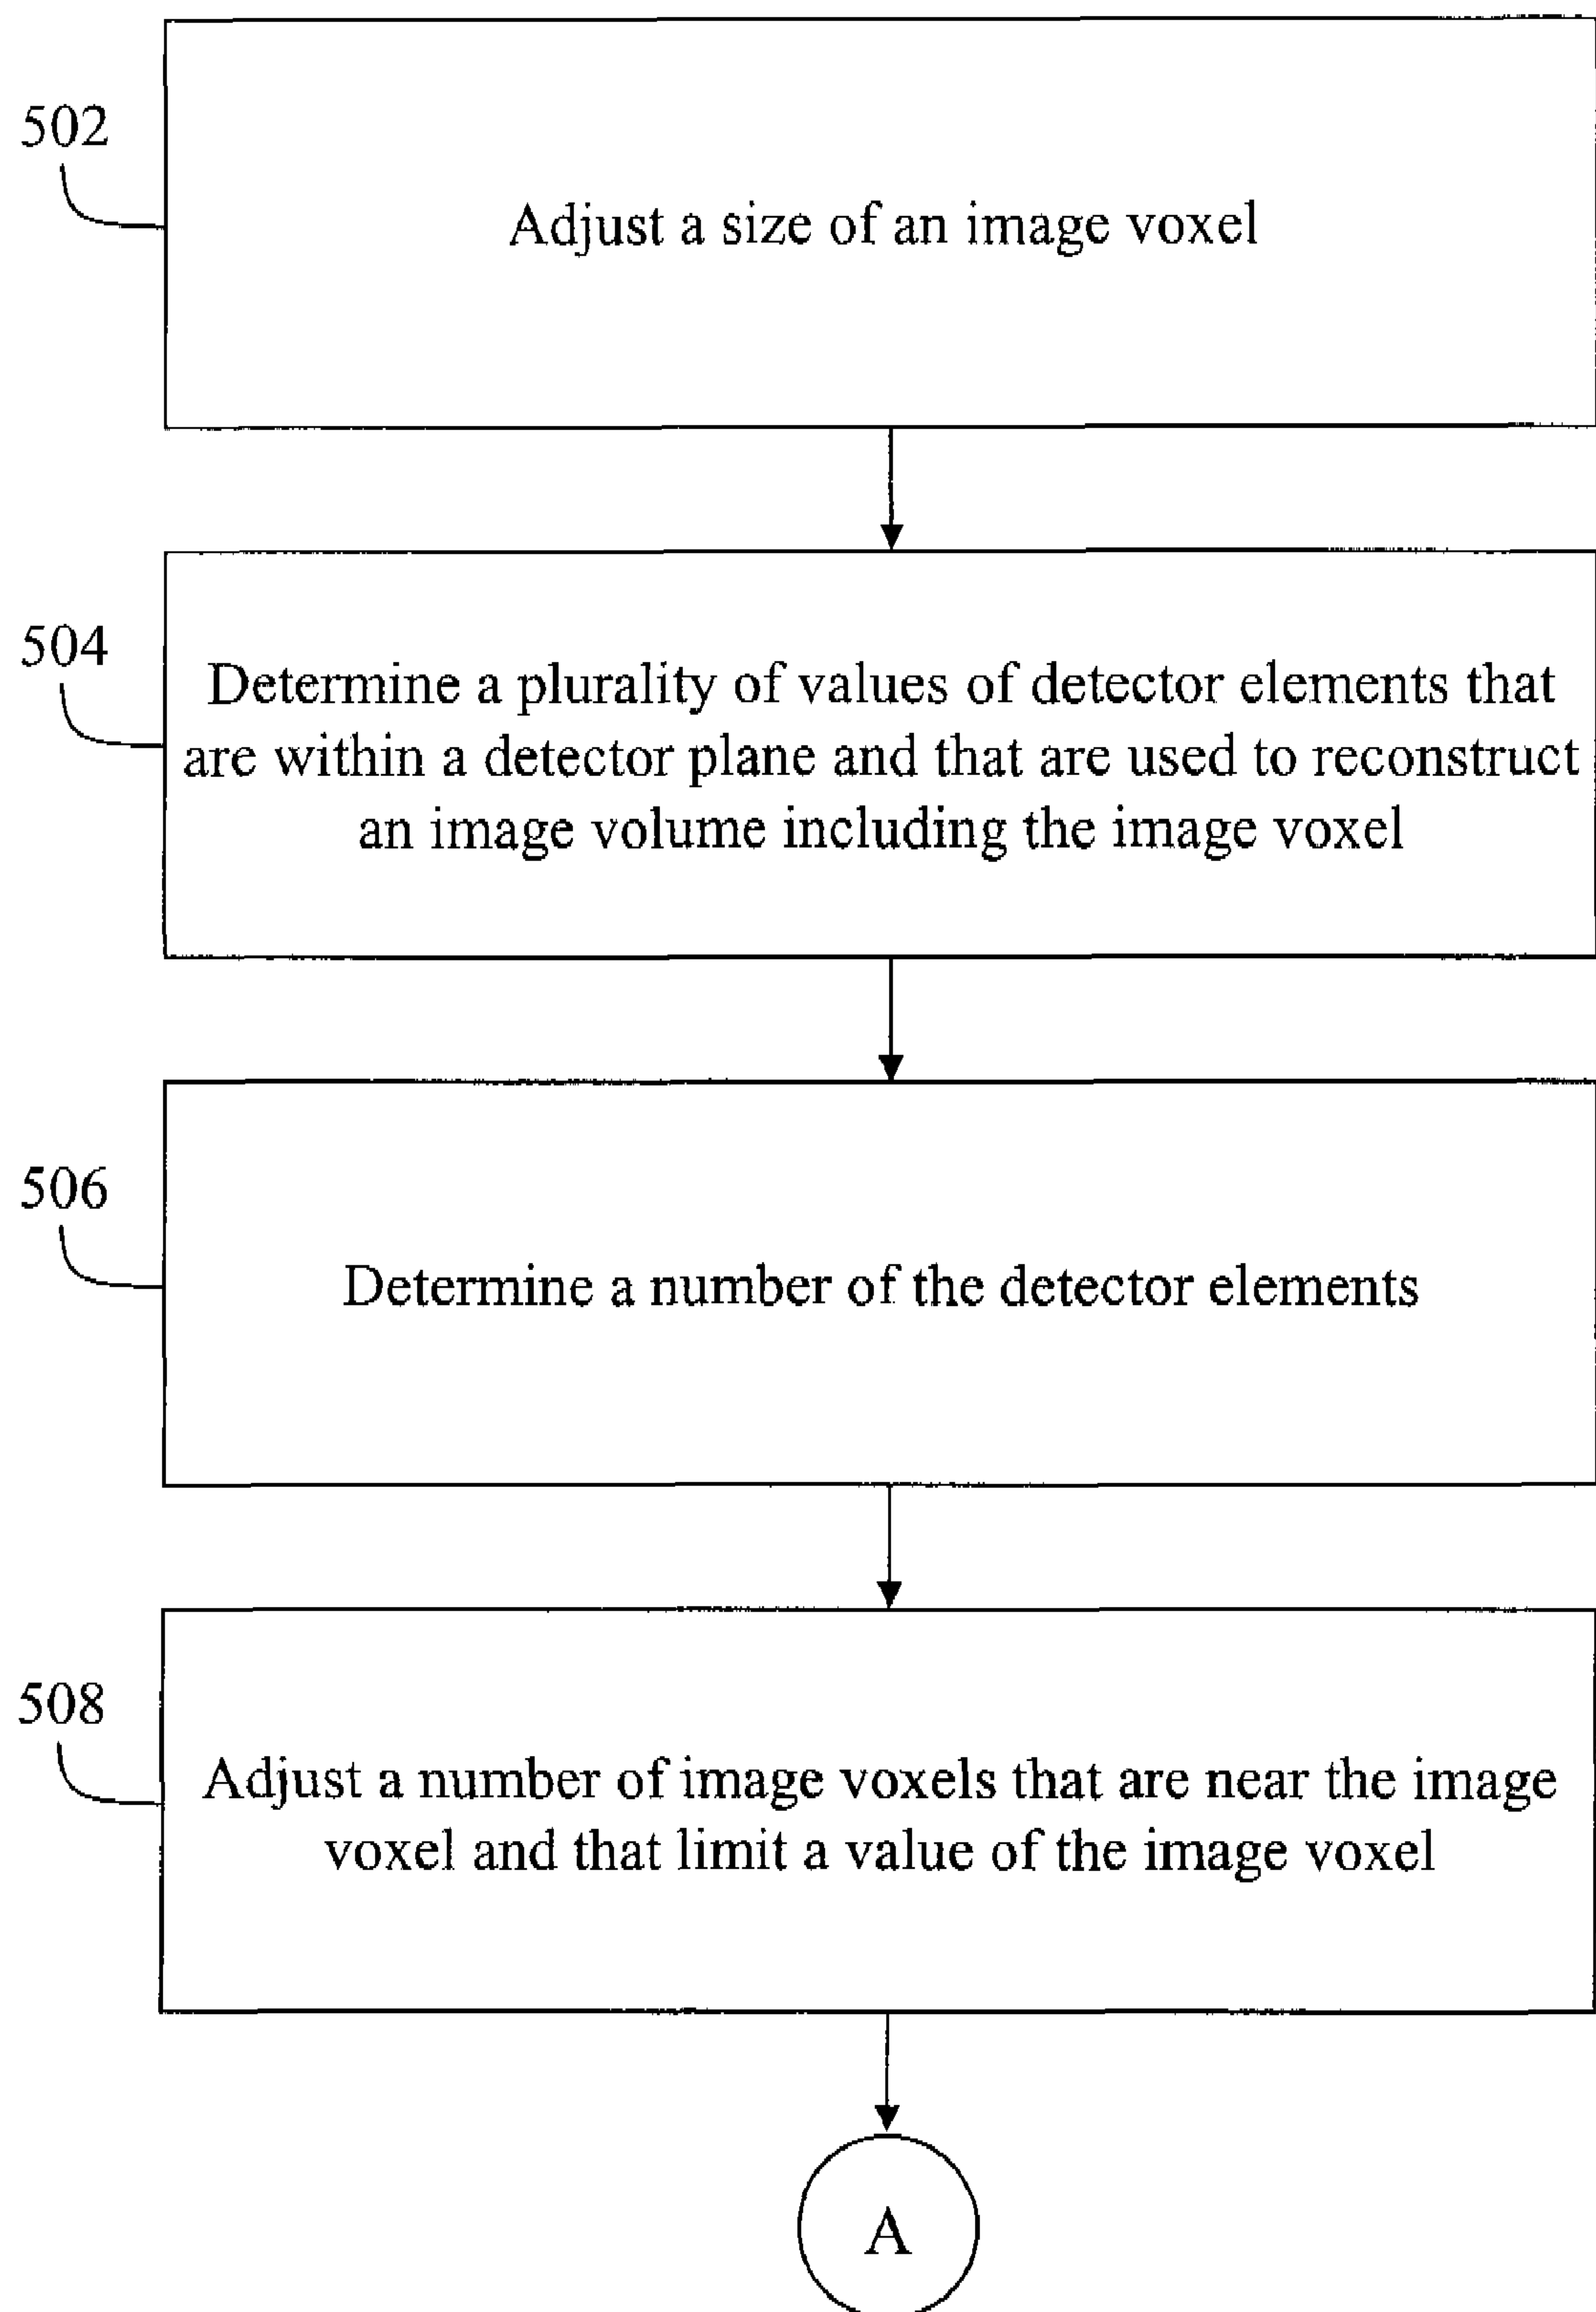 502
Adjust a size of an image voxel
504
Determine a plurality of values of detector elements that
are within a detector plane and that are used to reconstruct
an image volume including the image voxel
506
Determine a number of the detector elements
508
Adjust a number of image voxels that are near the image
voxel and that limit a value of the image voxel
A